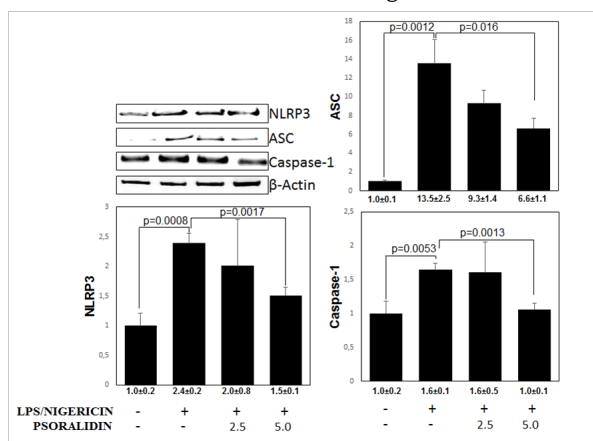 p=0.0012
p=0.016
ASC
18
16
14
12
10
8
6
4
2
0
1.0±0.1 13.5±2.5 9.3±1.4 6.6±1.1
NLRP3
ASC
Caspase-1
β-Actin
p=0.0008
p=0.0017
NLRP3
3
2,5
2
1,5
1
0,5
0
1.0±0.2 2.4±0.2 2.0±0.8 1.5±0.1
p=0.0053
p=0.0013
Caspase-1
2,5
2
1,5
1
0,5
0
1.0±0.2 1.6±0.1 1.6±0.5 1.0±0.1
LPS/NIGERICIN - + + + - + + +
PSORALIDIN - - 2.5 5.0 - - 2.5 5.0